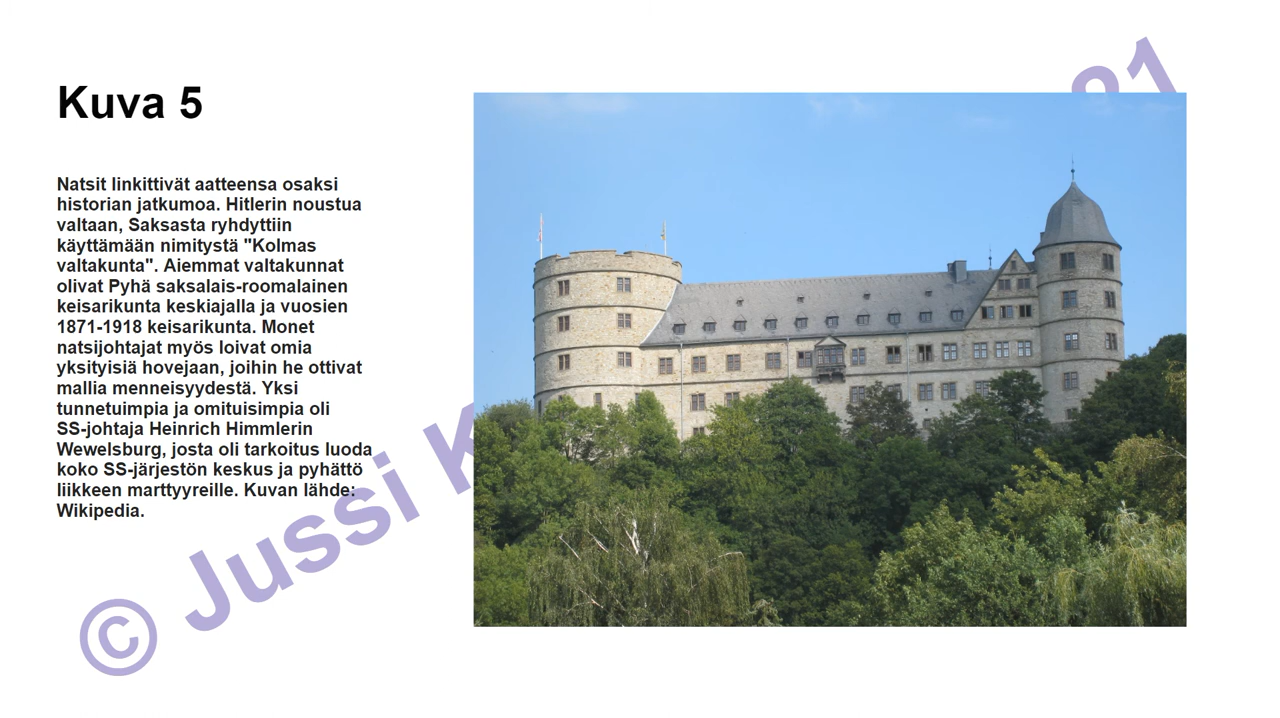 Kuva 5
Natsit linkittivät aatteensa osaksi
historian jatkumoa. Hitlerin noustua
valtaan, Saksasta ryhdyttiin
käyttämään nimitystä "Kolmas
valtakunta". Aiemmat valtakunnat
olivat Pyhä saksalais-roomalainen
keisarikunta keskiajalla ja vuosien
1871-1918 keisarikunta. Monet
natsijohtajat myös loivat omia
yksityisiä hovejaan, joihin he ottivat
mallia menneisyydestä. Yksi
tunnetuimpia ja omituisimpia oli
SS-johtaja Heinrich Himmlerin
Wewelsburg, josta oli tarkoitus luoda
koko SS-järjestön keskus ja pyhättö
liikkeen marttyyreille. Kuvan lähde:
Wikipedia.
© Jussi